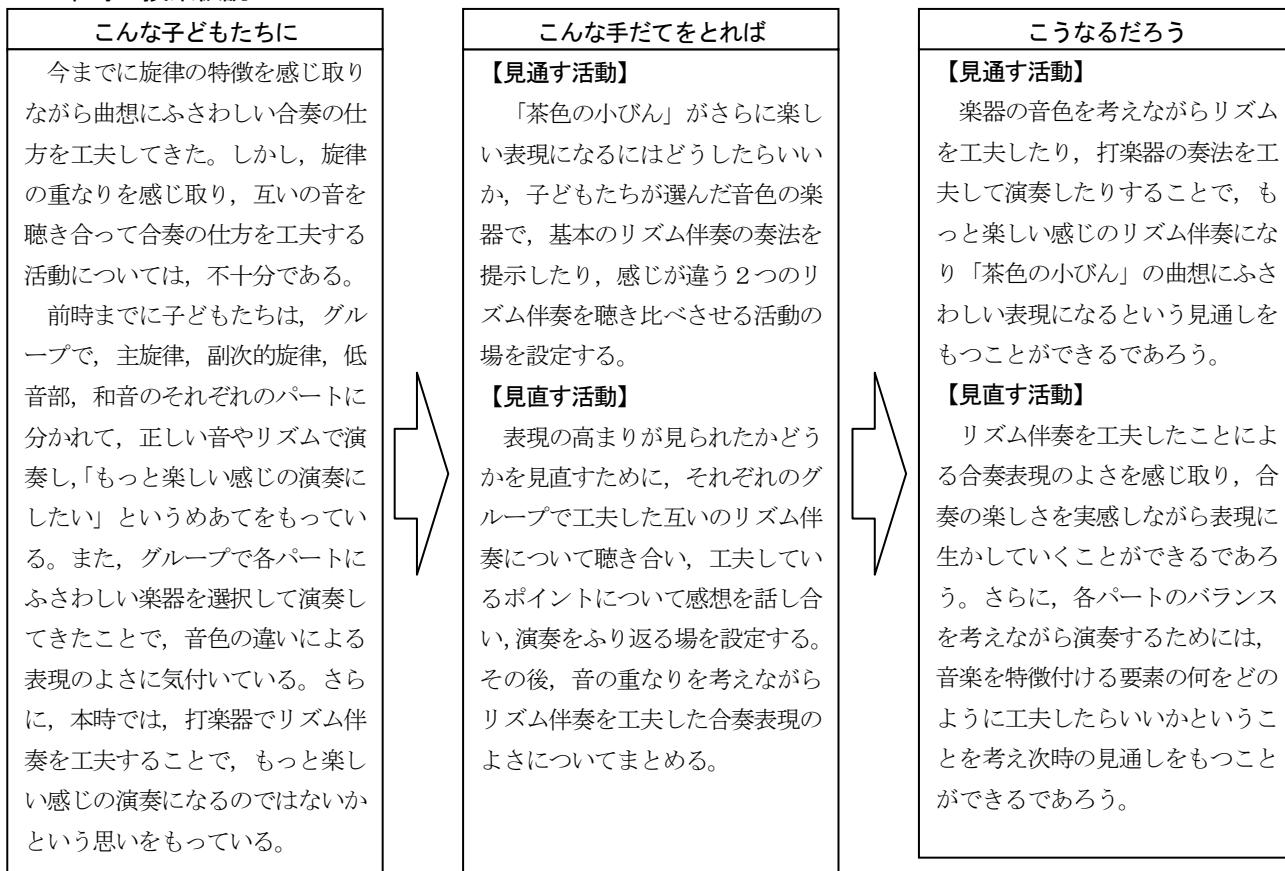 こんな子どもたちに
今までに旋律の特徴を感じ取り
ながら曲想にふさわしい合奏の仕
方を工夫してきた。しかし，旋律
の重なりを感じ取り，互いの音を
聴き合って合奏の仕方を工夫する
活動については，不十分である。
前時までに子どもたちは，グル
ープで，主旋律，副次的旋律，低
音部，和音のそれぞれのパートに
分かれて，正しい音やリズムで演
奏し，「もっと楽しい感じの演奏に
したい」というめあてをもってい
る。また，グループで各パートに
ふさわしい楽器を選択して演奏し
てきたことで，音色の違いによる
表現のよさに気付いている。さら
に，本時では，打楽器でリズム伴
奏を工夫することで，もっと楽し
い感じの演奏になるのではないか
という思いをもっている。
こんな手だてをとれば
【見通す活動】
「茶色の小びん」がさらに楽し
い表現になるにはどうしたらいい
か，子どもたちが選んだ音色の楽
器で，基本のリズム伴奏の奏法を
提示したり，感じが違う２つのリ
ズム伴奏を聴き比べさせる活動の
場を設定する。
【見直す活動】
表現の高まりが見られたかどう
かを見直すために，それぞれのグ
ループで工夫した互いのリズム伴
奏について聴き合い，工夫してい
るポイントについて感想を話し合
い，演奏をふり返る場を設定する。
その後，音の重なりを考えながら
リズム伴奏を工夫した合奏表現の
よさについてまとめる。
こうなるだろう
【見通す活動】
楽器の音色を考えながらリズム
を工夫したり，打楽器の奏法を工
夫して演奏したりすることで，も
っと楽しい感じのリズム伴奏にな
り「茶色の小びん」の曲想にふさ
わしい表現になるという見通しを
もつことができるであろう。
【見直す活動】
リズム伴奏を工夫したことによ
る合奏表現のよさを感じ取り，合
奏の楽しさを実感しながら表現に
生かしていくことができるであろ
う。さらに，各パートのバランス
を考えながら演奏するためには，
音楽を特徴付ける要素の何をどの
ように工夫したらいいかというこ
とを考え次時の見通しをもつこと
ができるであろう。